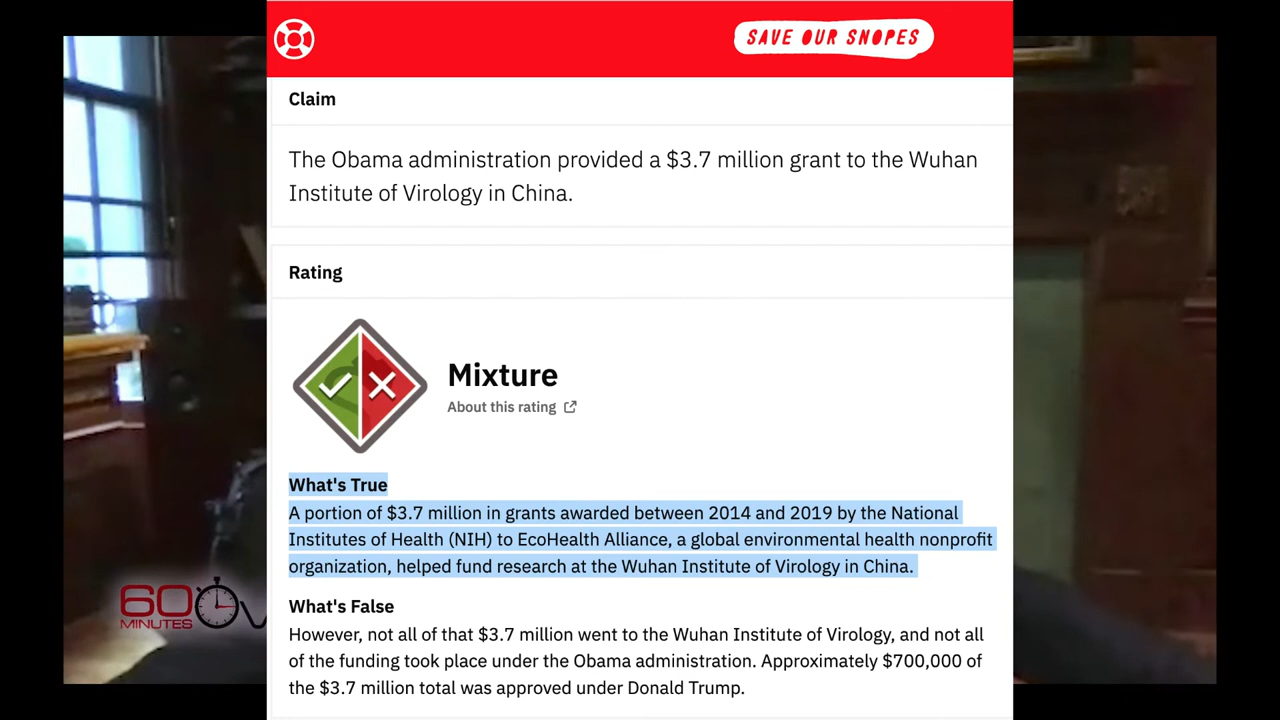 SAVE OUR SNOPES
Claim
The Obama administration provided a $3.7 million grant to the Wuhan
Institute of Virology in China.
Rating
Mixture
About this rating
What's True
A portion of $3.7 million in grants awarded between 2014 and 2019 by the National
Institutes of Health (NIH) to EcoHealth Alliance, a global environmental health nonprofit
organization, helped fund research at the Wuhan Institute of Virology in China.
What's False
However, not all of that $3.7 million went to the Wuhan Institute of Virology, and not all
of the funding took place under the Obama administration. Approximately $700,000 of
the $3.7 million total was approved under Donald Trump.
60
MINUTES